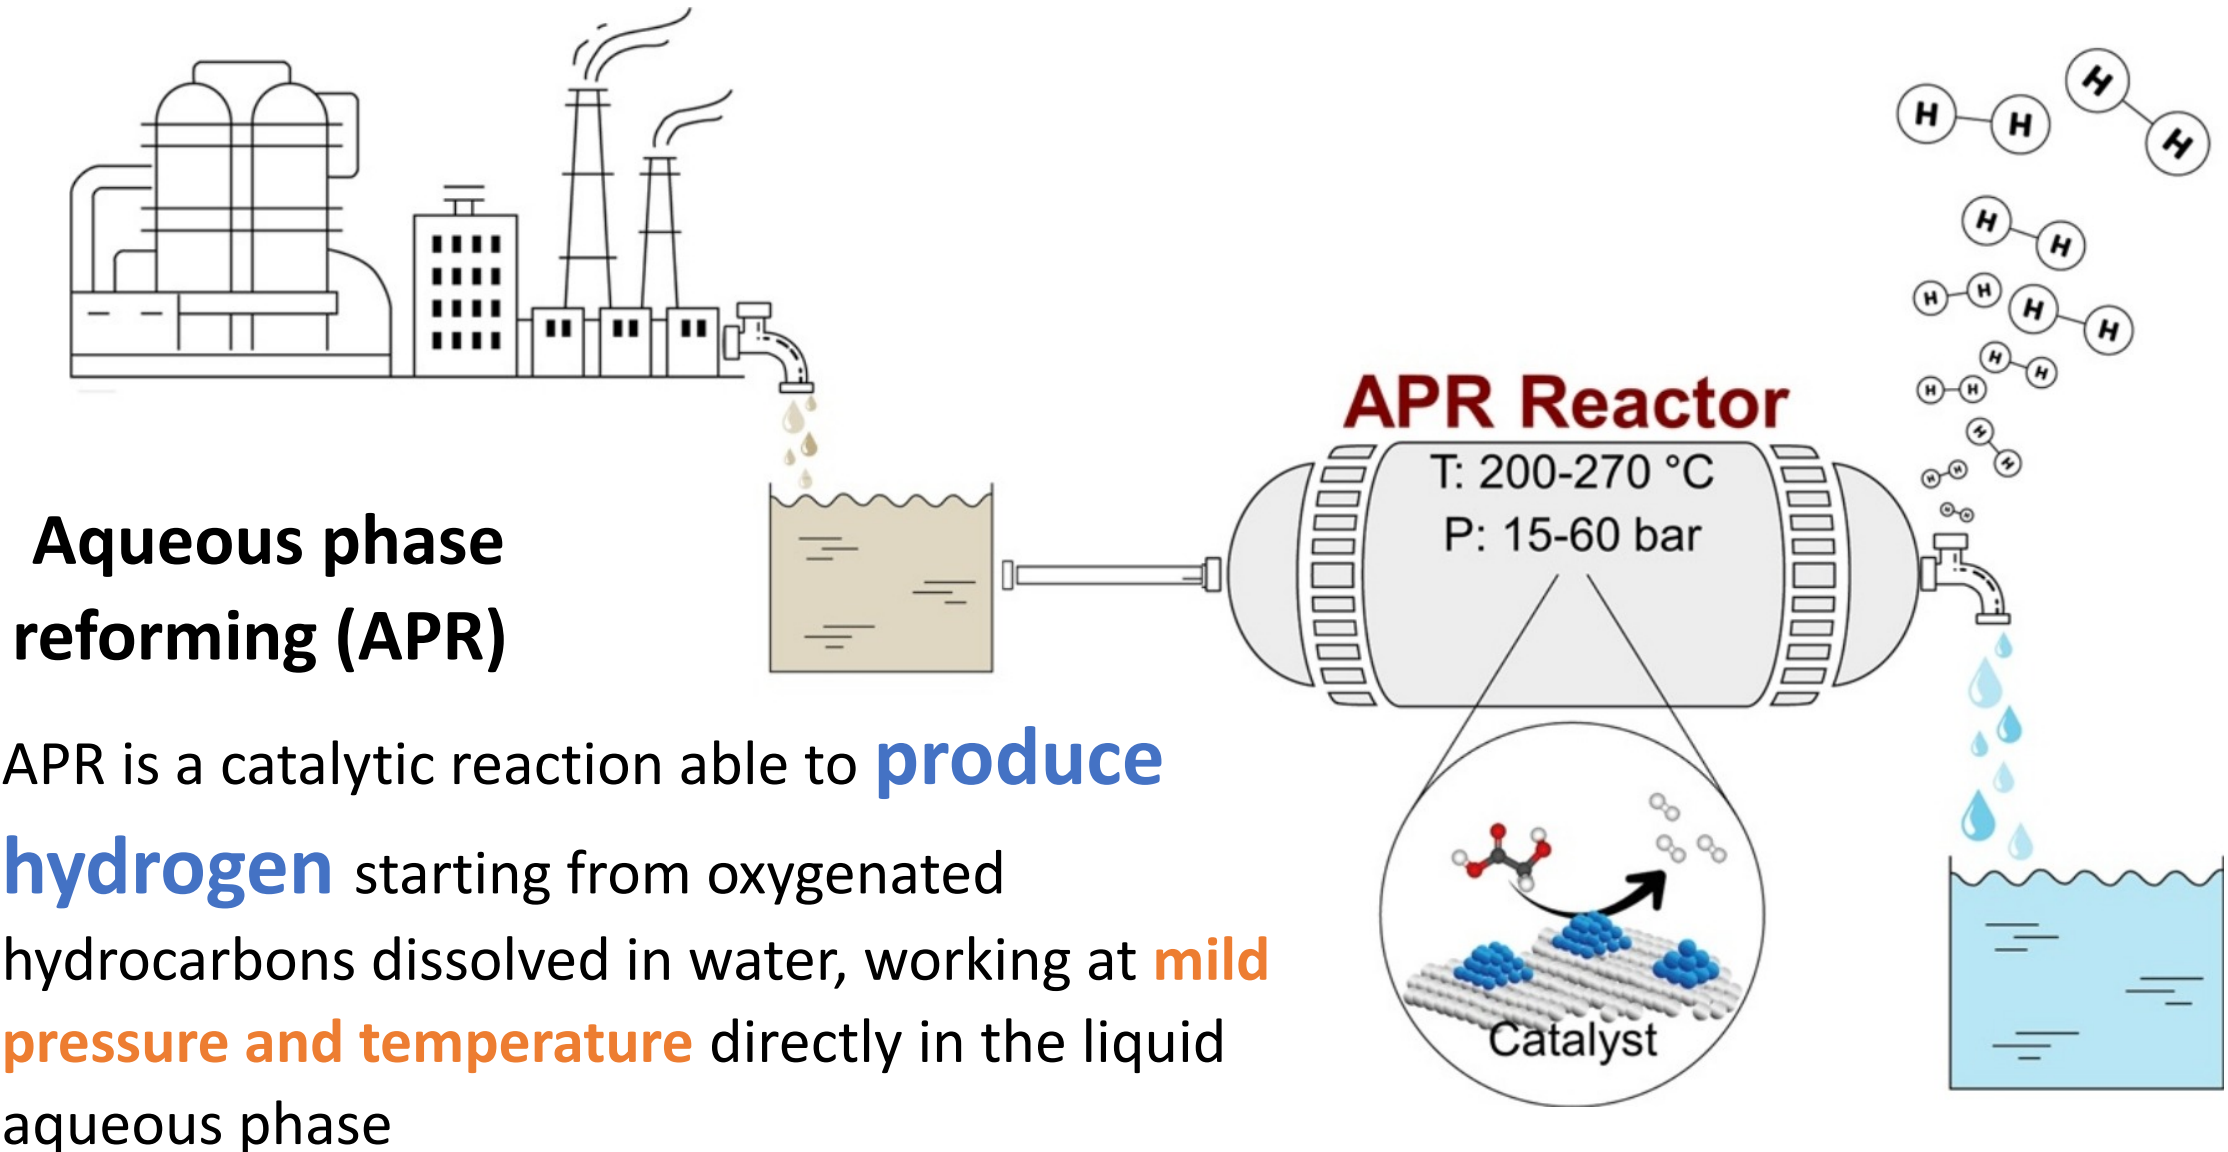 Aqueous phase
reforming (APR)
APR is a catalytic reaction able to produce
hydrogen starting from oxygenated
hydrocarbons dissolved in water, working at mild
pressure and temperature directly in the liquid
aqueous phase
APR Reactor
T: 200-270 °C
P: 15-60 bar
Catalyst
H H
H H
H H
H H
H H
H H
H H
H H
H H
H H